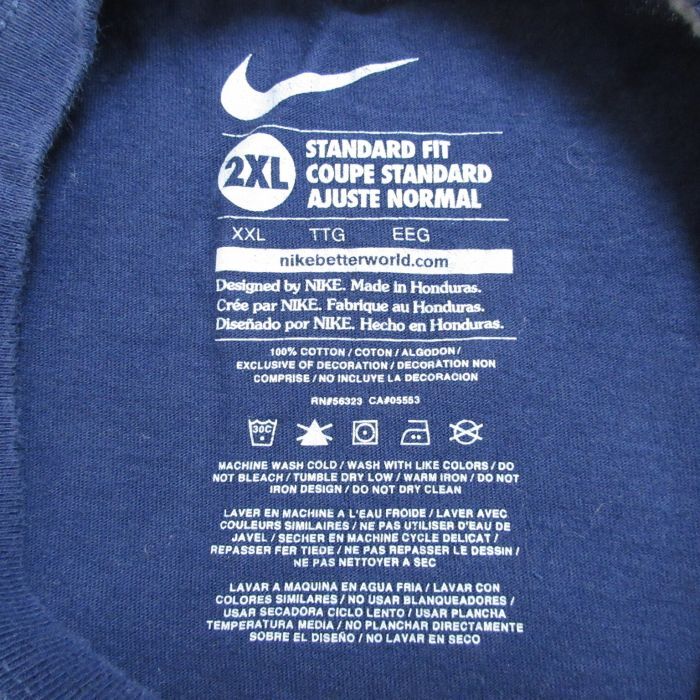 2XL
STANDARD FIT
COUPE STANDARD
AJUSTE NORMAL
XXL TTG EEG
nikebetterworld.com
Designed by NIKE. Made in Honduras.
Crée par NIKE. Fabrique au Honduras.
Diseñado por NIKE. Hecho en Honduras.
100% COTTON / COTON / ALGODON /
EXCLUSIVE OF DECORATION / DECORATION NON
COMPRISE / NO INCLUYE LA DECORACION
RN#56323 CA#05553
30C
MACHINE WASH COLD / WASH WITH LIKE COLORS / DO
NOT BLEACH / TUMBLE DRY LOW / WARM IRON / DO NOT
IRON DESIGN / DO NOT DRY CLEAN
LAVER EN MACHINE A L'EAU FROIDE / LAVER AVEC
COULEURS SIMILAIRES / NE PAS UTILISER D'EAU DE
JAVEL / SECHER EN MACHINE CYCLE DELICAT /
REPASSER FER TIEDE / NE PAS REPASSER LE DESSIN /
NE PAS NETTOYER A SEC
LAVAR A MAQUINA EN AGUA FRIA / LAVAR CON
COLORES SIMILARES / NO USAR BLANQUEADORES /
USAR SECADORA CICLO LENTO / USAR PLANCHA
TEMPERATURA MEDIA / NO PLANCHAR DIRECTAMENTE
SOBRE EL DISEÑO / NO LAVAR EN SECO